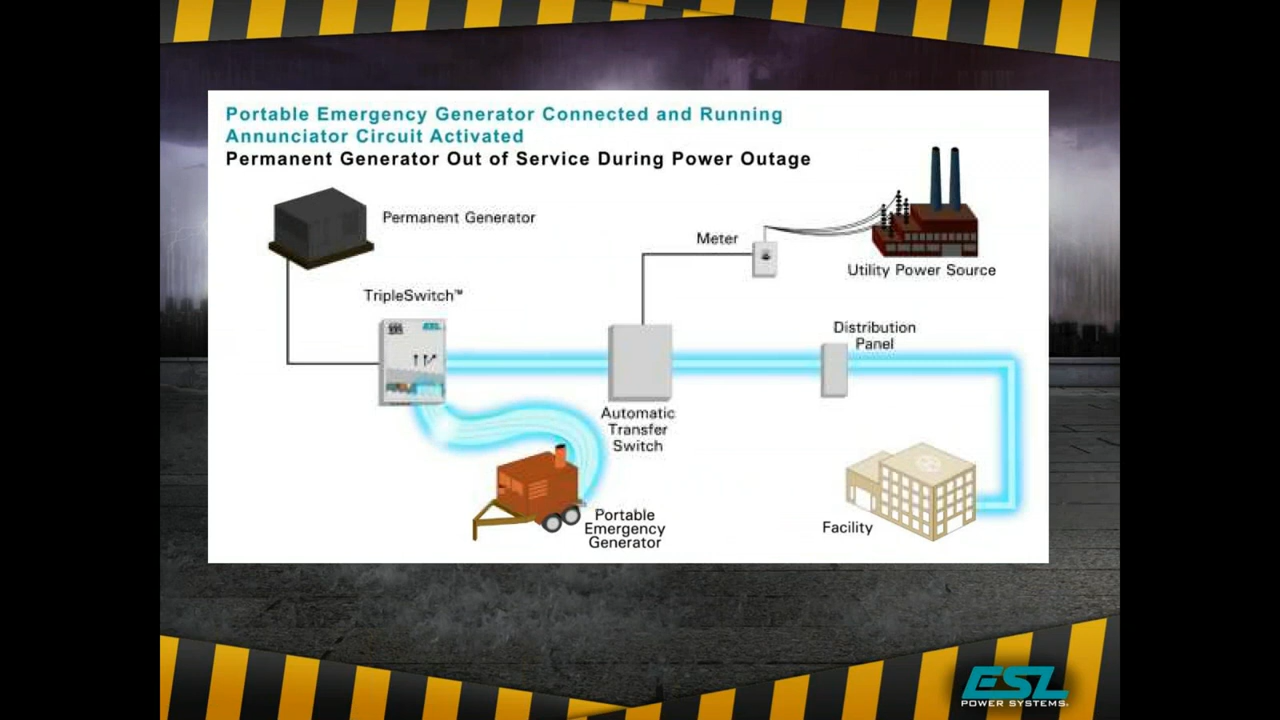 Portable Emergency Generator Connected and Running
Annunciator Circuit Activated
Permanent Generator Out of Service During Power Outage
Permanent Generator
Meter
Utility Power Source
TripleSwitch™
ESL
Distribution
Panel
Automatic
Transfer
Switch
Portable
Emergency
Generator
Facility
ESL
POWER SYSTEMS.